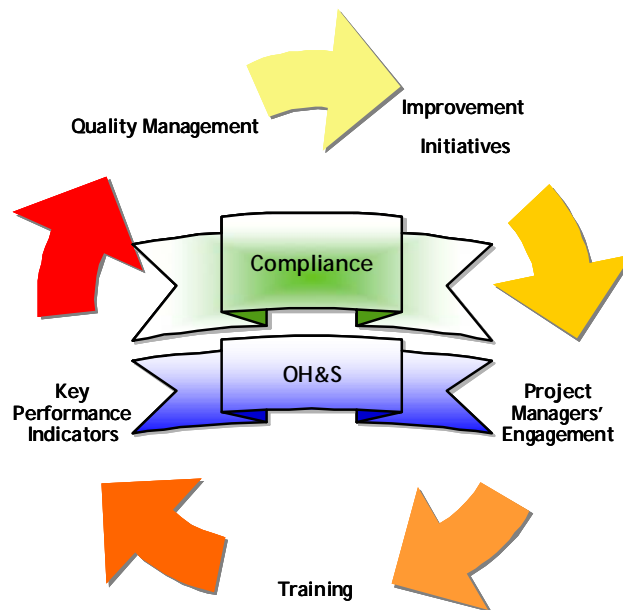 Quality Management
Improvement
Initiatives
Compliance
OH&S
Key
Performance
Indicators
Project
Managers’
Engagement
Training